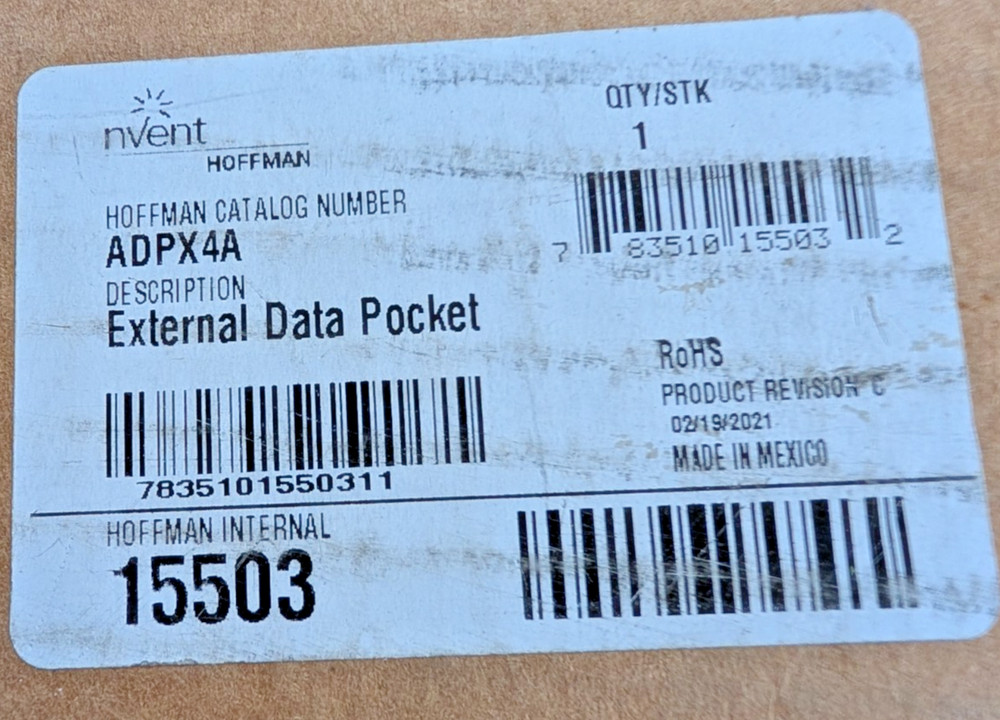 nvent
HOFFMAN
HOFFMAN CATALOG NUMBER
ADPX4A
DESCRIPTION
External Data Pocket
7835101550311
QTY/STK
1
7 83510 15503 2
RoHS
PRODUCT REVISION C
02/19/2021
MADE IN MEXICO
HOFFMAN INTERNAL
15503